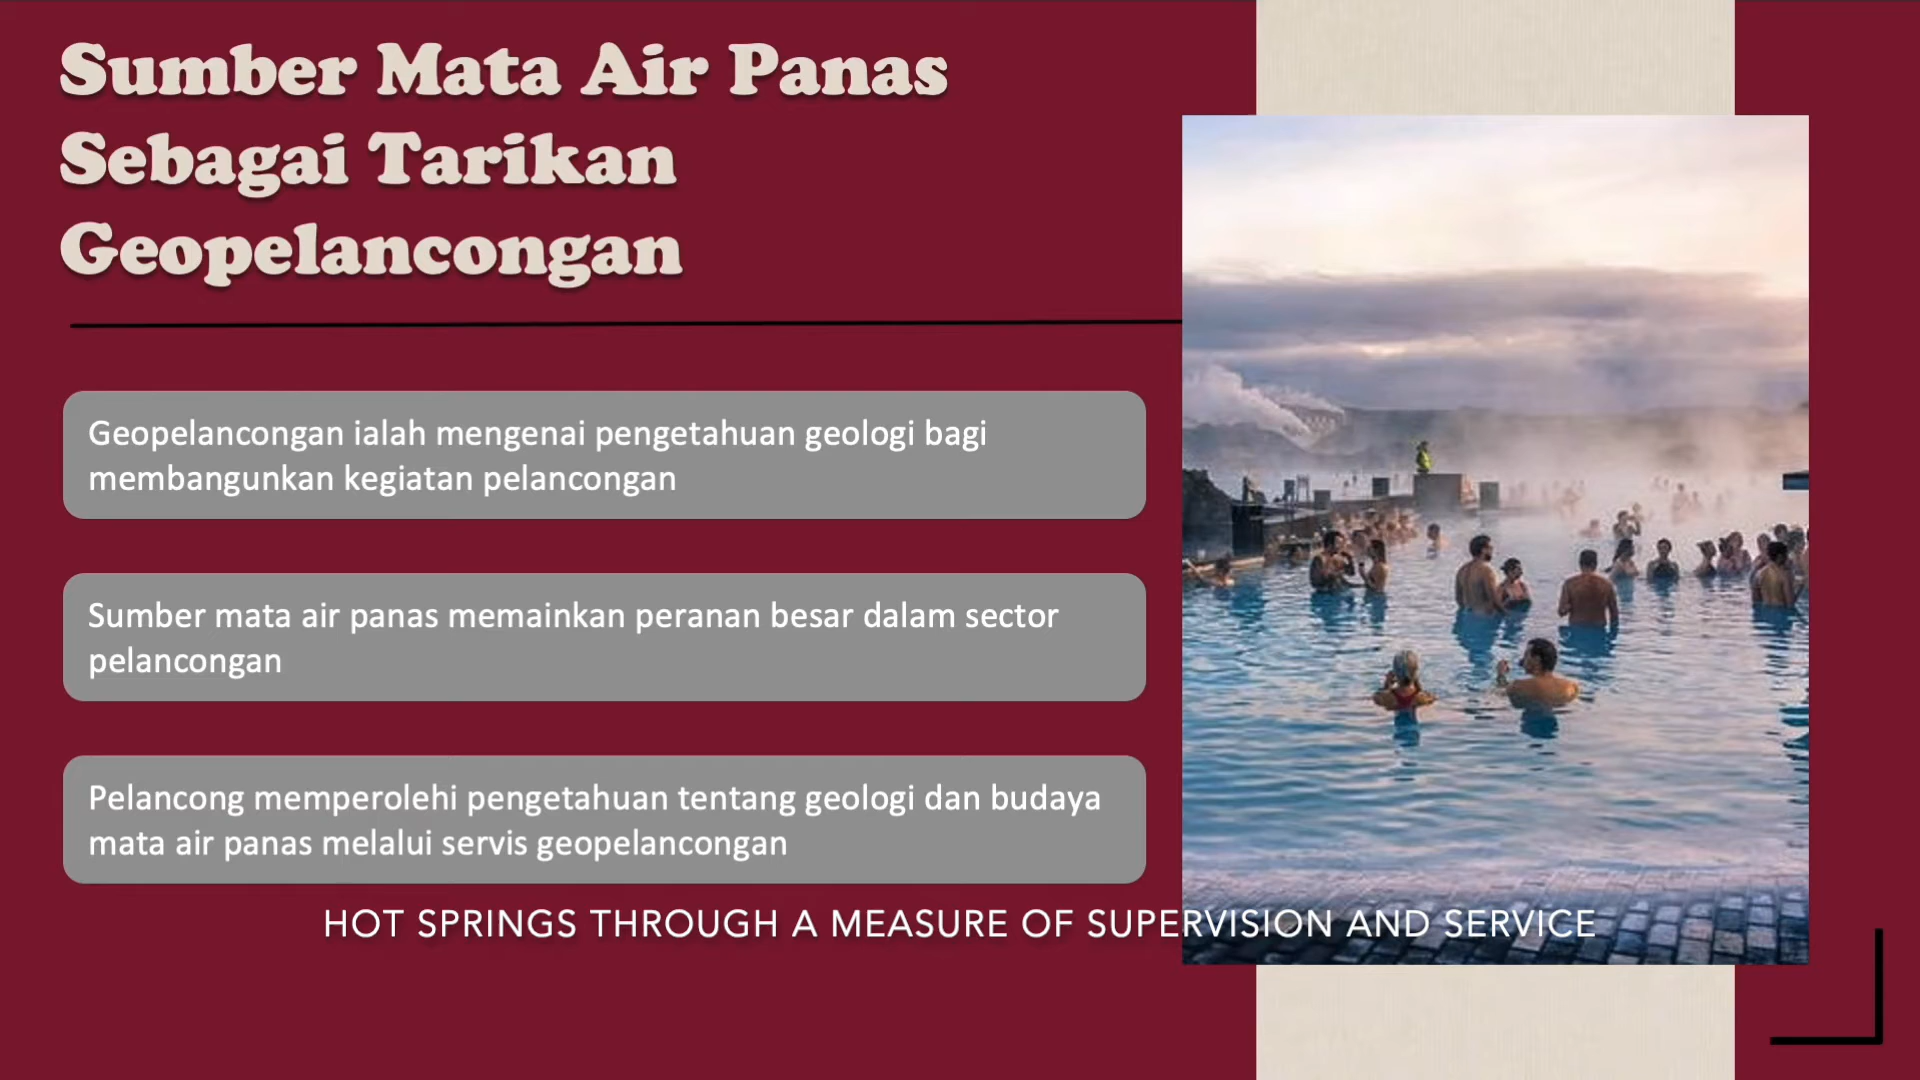 Sumber Mata Air Panas
Sebagai Tarikan
Geopelancongan
Geopelancongan ialah mengenai pengetahuan geologi bagi
membangunkan kegiatan pelancongan
Sumber mata air panas memainkan peranan besar dalam sector
pelancongan
Pelancong memperolehi pengetahuan tentang geologi dan budaya
mata air panas melalui servis geopelancongan
HOT SPRINGS THROUGH A MEASURE OF SUPERVISION AND SERVICE